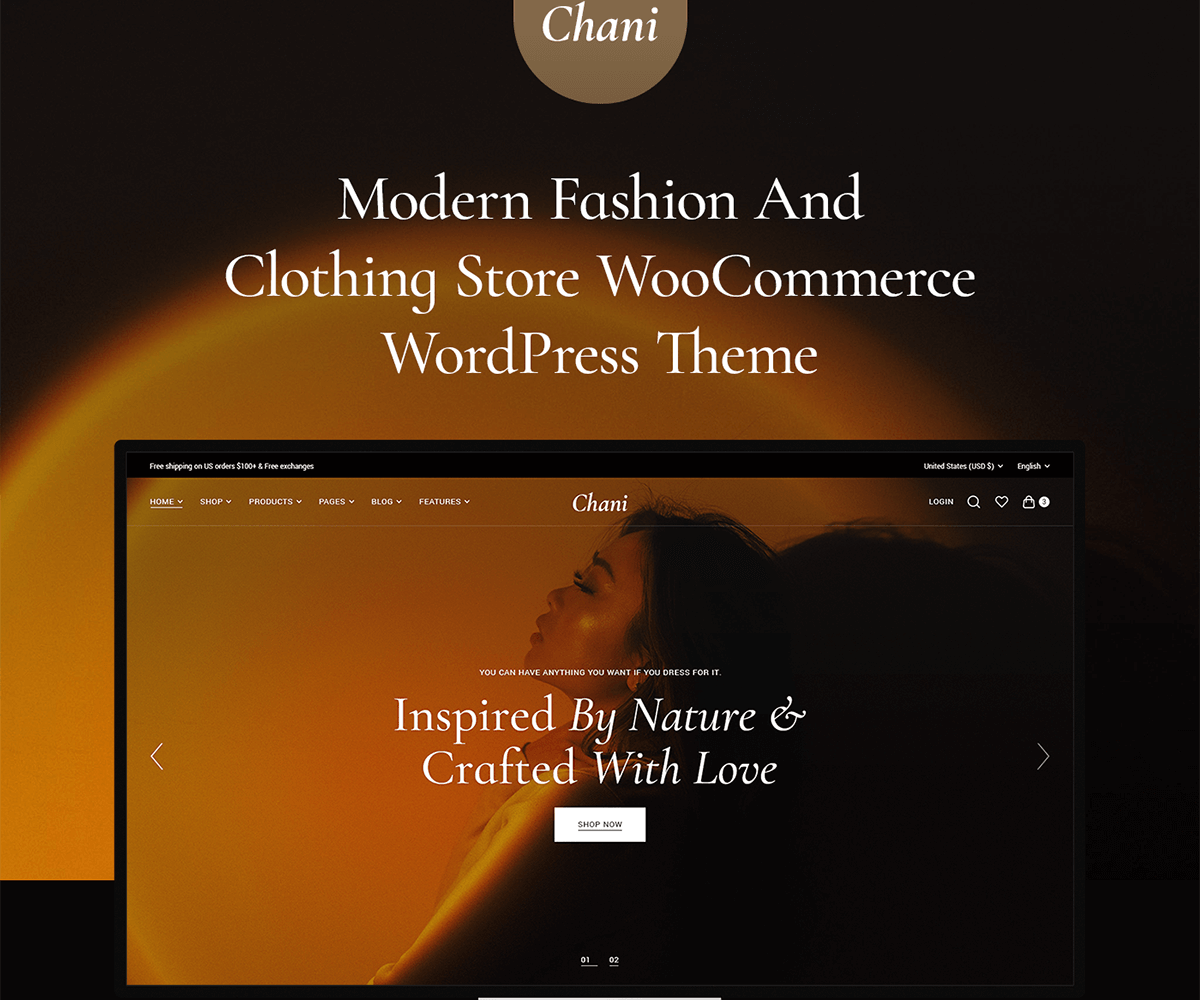 Chani
Modern Fashion And
Clothing Store WooCommerce
WordPress Theme
Free shipping on US orders $100+ & Free exchanges
United States (USD $)
English
HOME
SHOP
PRODUCTS
PAGES
BLOG
FEATURES
Chani
LOGIN
3
YOU CAN HAVE ANYTHING YOU WANT IF YOU DRESS FOR IT.
Inspired By Nature &
Crafted With Love
SHOP NOW
01
02